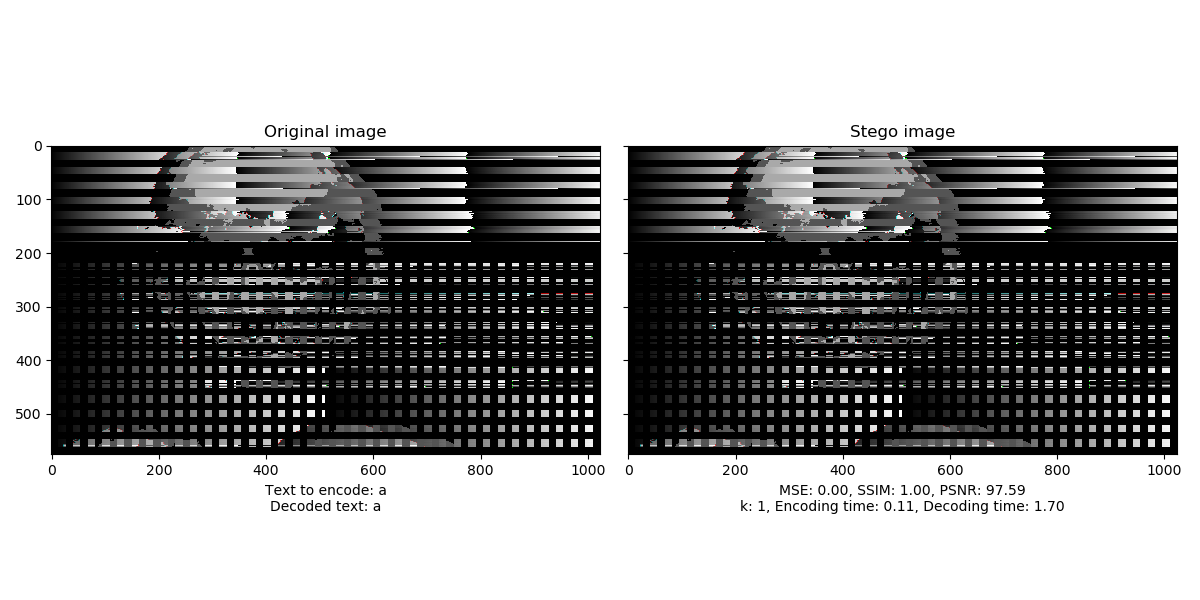 Original image
Stego image
0
100
200
300
400
500
0 200 400 600 800 1000
0 200 400 600 800 1000
Text to encode: a
Decoded text: a
MSE: 0.00, SSIM: 1.00, PSNR: 97.59
k: 1, Encoding time: 0.11, Decoding time: 1.70